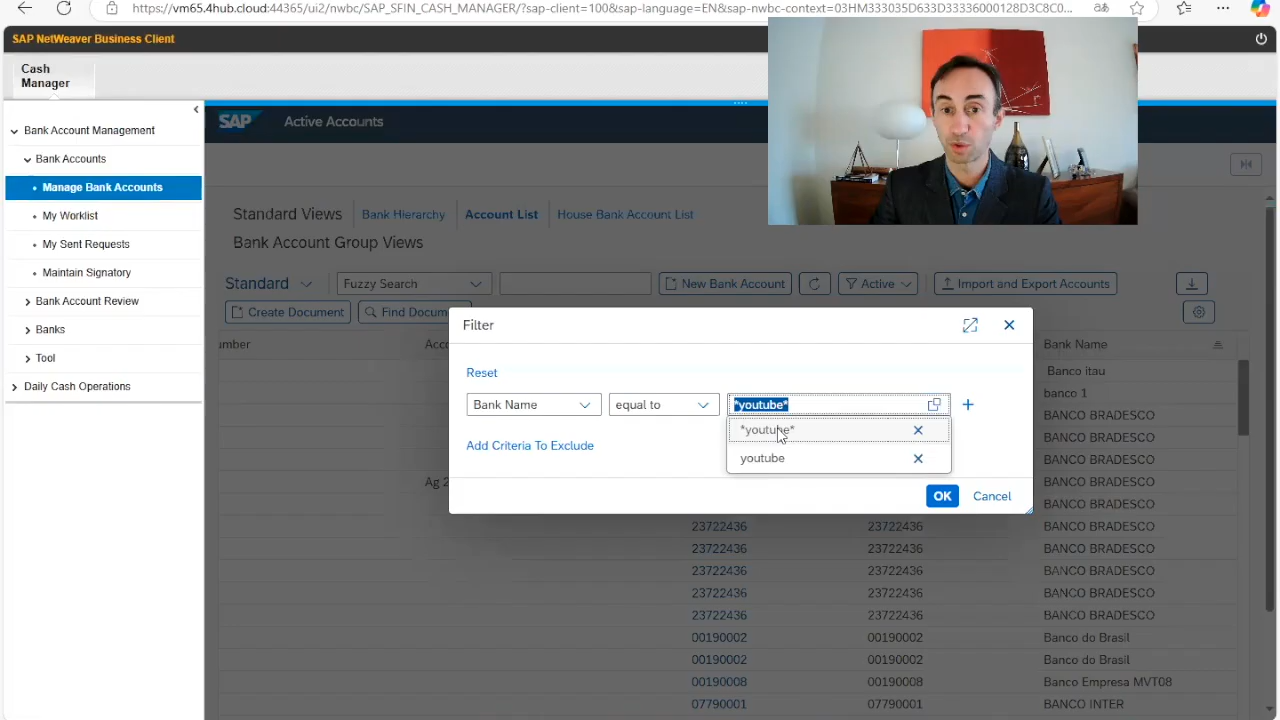 https://vm65.4hub.cloud:44365/ui2/nwbc/SAP_SFIN_CASH_MANAGER/?sap-client=100&sap-language=EN&sap-nwbc-context=03HM333035D633D33336000128D3C8C0...
SAP NetWeaver Business Client
Cash
Manager
Bank Account Management
Bank Accounts
Manage Bank Accounts
My Worklist
My Sent Requests
Maintain Signatory
Bank Account Review
Banks
Tool
Daily Cash Operations
SAP Active Accounts
Standard Views Bank Hierarchy Account List House Bank Account List
Bank Account Group Views
Standard Fuzzy Search New Bank Account Active Import and Export Accounts
Create Document Find Docum
umber Acco Bank Name
Filter
Reset
Bank Name equal to *youtube*
*youtube*
youtube
Add Criteria To Exclude
OK Cancel
Banco itau
banco 1
BANCO BRADESCO
BANCO BRADESCO
BANCO BRADESCO
Ag 2 BANCO BRADESCO
BANCO BRADESCO
23722436 23722436 BANCO BRADESCO
23722436 23722436 BANCO BRADESCO
23722436 23722436 BANCO BRADESCO
23722436 23722436 BANCO BRADESCO
23722436 23722436 BANCO BRADESCO
00190002 00190002 Banco do Brasil
00190002 00190002 Banco do Brasil
00190008 00190008 Banco Empresa MVT08
07790001 07790001 BANCO INTER